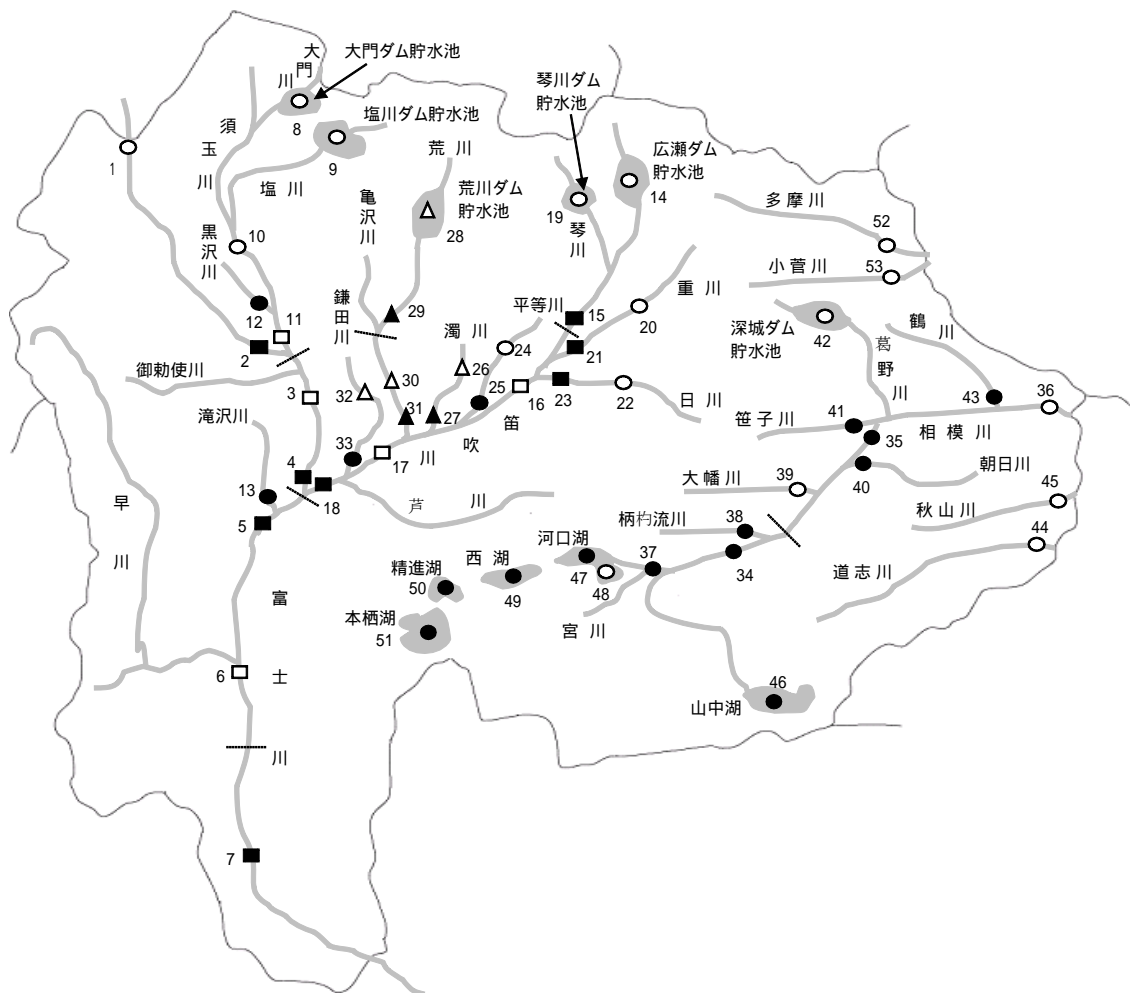 大門川
大門ダム貯水池
8
琴川ダム
貯水池
塩川ダム貯水池
9
須玉川
塩川
荒川
荒川ダム
貯水池
28
広瀬ダム
貯水池
14
19
琴川
多摩川
52
1
亀沢川
10
黒沢川
小菅川
53
12
11
2
鎌田川
29
平等川
15
重川
20
深城ダム
貯水池
42
鶴川
濁川
24
21
葛野川
御勅使川
3
32
30
26
25
16
23
22
日川
笹子川
41
43
36
滝沢川
31
27
笛吹川
35
相模川
33
17
4
13
18
5
芦川
大幡川
39
40
朝日川
45
秋山川
早川
柄杓流川
38
44
河口湖
47
48
37
34
道志川
西湖
49
精進湖
50
本栖湖
51
宮川
富士川
6
46
山中湖
7